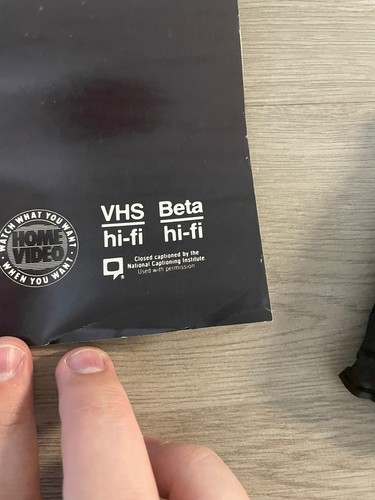 WATCH WHAT YOU WANT
HOME
VIDEO
WHEN YOU WANT
VHS Beta
hi-fi hi-fi
Closed captioned by the
National Captioning Institute
Used with permission